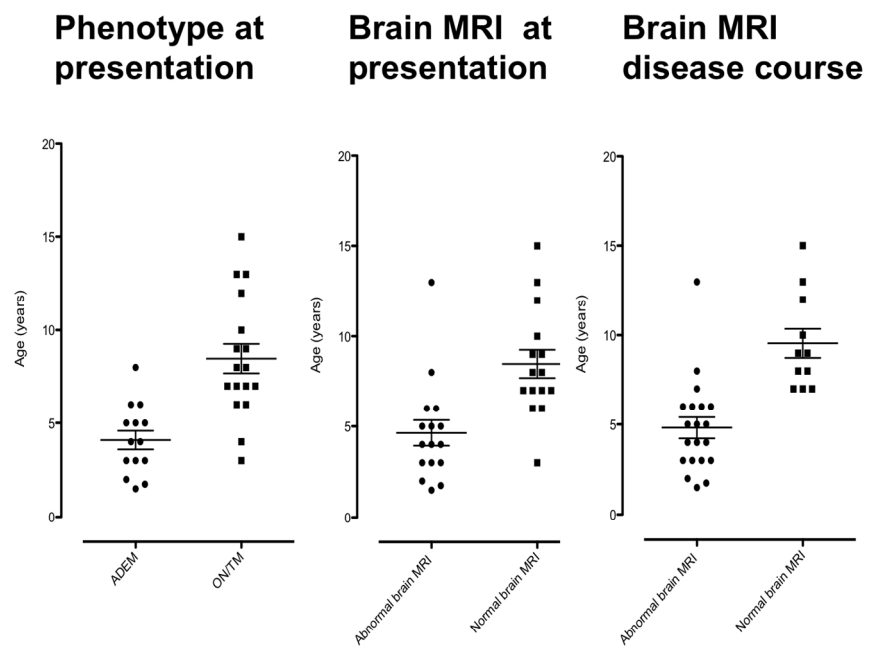 Phenotype at
presentation
Brain MRI  at
presentation
Brain MRI
disease course
Age (years)
20
15
10
5
0
ADEM
ON/TM
Age (years)
20
15
10
5
0
Abnormal brain MRI
Normal brain MRI
Age (years)
20
15
10
5
0
Abnormal brain MRI
Normal brain MRI